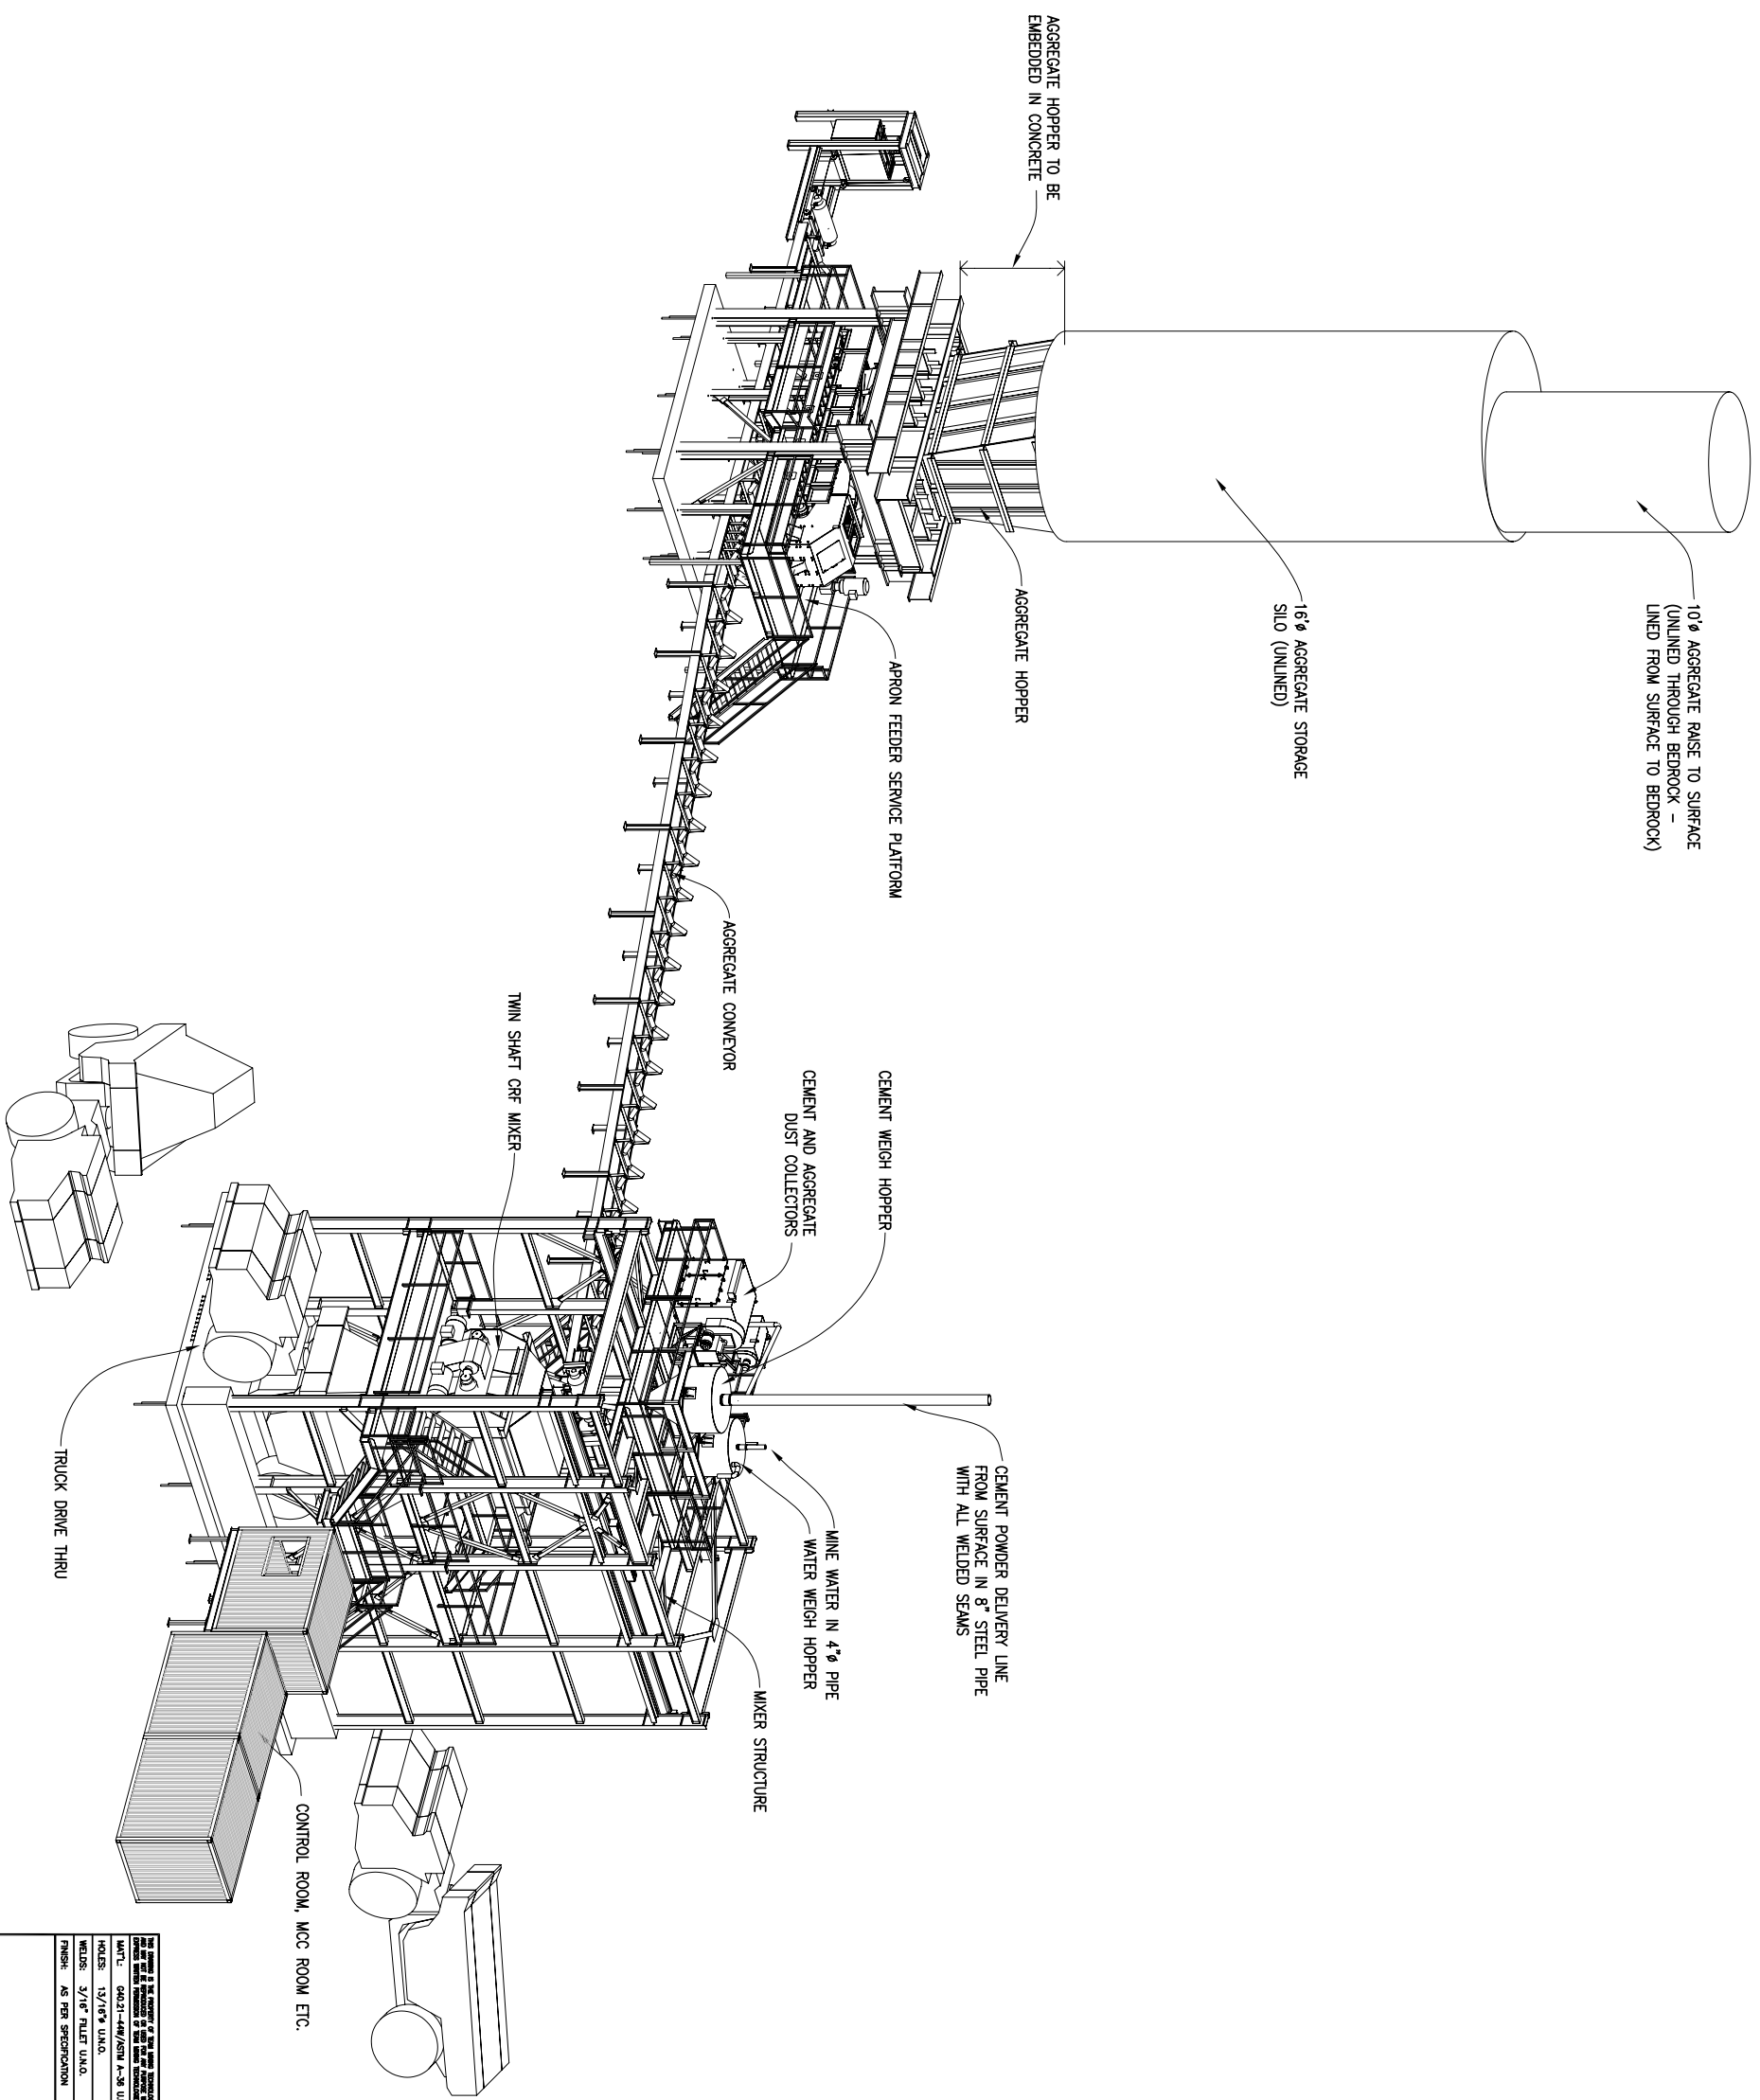 10'ø AGGREGATE RAISE TO SURFACE
(UNLINED THROUGH BEDROCK –
LINED FROM SURFACE TO BEDROCK)
16'ø AGGREGATE STORAGE
SILO (UNLINED)
AGGREGATE HOPPER TO BE
EMBEDDED IN CONCRETE
AGGREGATE HOPPER
APRON FEEDER SERVICE PLATFORM
AGGREGATE CONVEYOR
CEMENT POWDER DELIVERY LINE
FROM SURFACE IN 8" STEEL PIPE
WITH ALL WELDED SEAMS
CEMENT WEIGH HOPPER
CEMENT AND AGGREGATE
DUST COLLECTORS
MINE WATER IN 4"ø PIPE
WATER WEIGH HOPPER
MIXER STRUCTURE
TWIN SHAFT CRF MIXER
CONTROL ROOM, MCC ROOM ETC.
TRUCK DRIVE THRU
MAT'L: G40.21-44W/ASTM A-36 U.
HOLES: 13/16"ø U.N.O.
WELDS: 3/16" FILLET U.N.O.
FINISH: AS PER SPECIFICATION